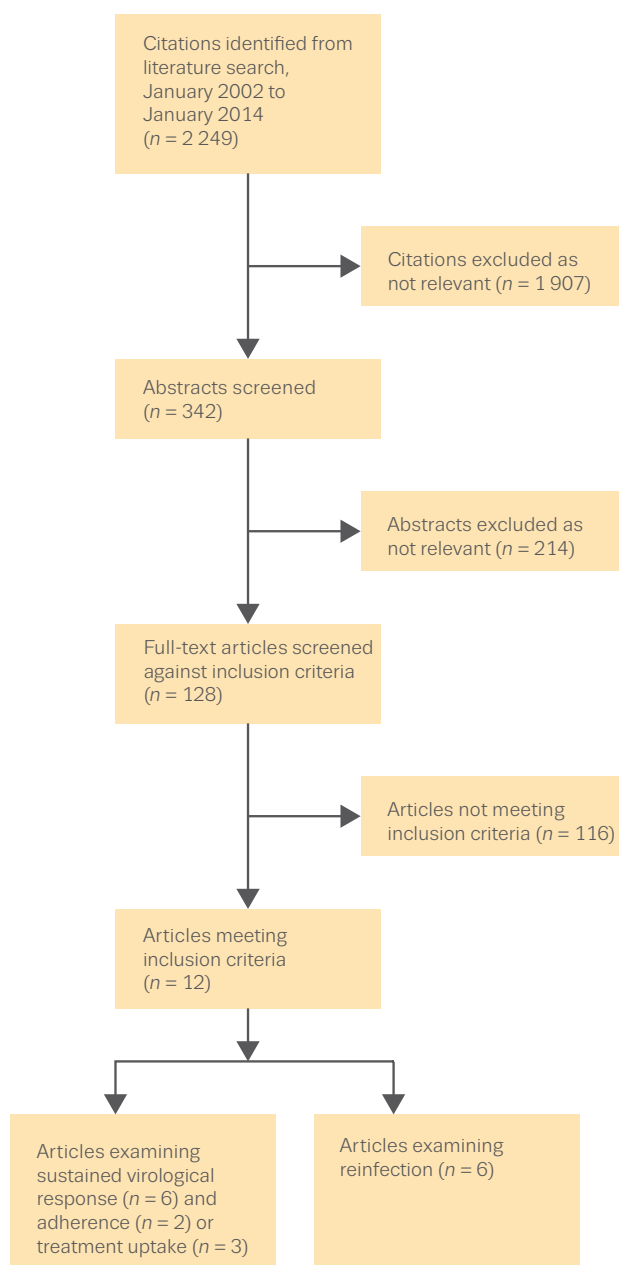 Citations identified from
literature search,
January 2002 to
January 2014
(n = 2 249)
Citations excluded as
not relevant (n = 1 907)
Abstracts screened
(n = 342)
Abstracts excluded as
not relevant (n = 214)
Full-text articles screened
against inclusion criteria
(n = 128)
Articles not meeting
inclusion criteria (n = 116)
Articles meeting
inclusion criteria
(n = 12)
Articles examining
sustained virological
response (n = 6) and
adherence (n = 2) or
treatment uptake (n = 3)
Articles examining
reinfection (n = 6)